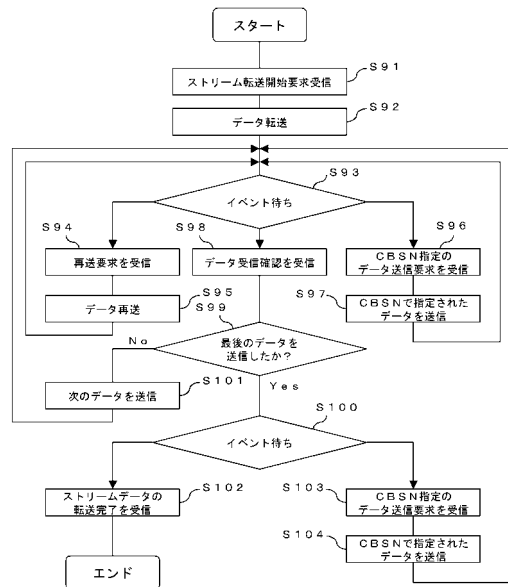 スタート
S91
ストリーム転送開始要求受信
S92
データ転送
S93
イベント待ち
S94
再送要求を受信
S98
データ受信確認を受信
S96
CBSN指定の
データ送信要求を受信
S95
データ再送
S97
CBSNで指定された
データを送信
S99
最後のデータを
送信したか?
No
Yes
S101
次のデータを送信
S100
イベント待ち
S102
ストリームデータの
転送完了を受信
S103
CBSN指定の
データ送信要求を受信
S104
CBSNで指定された
データを送信
エンド